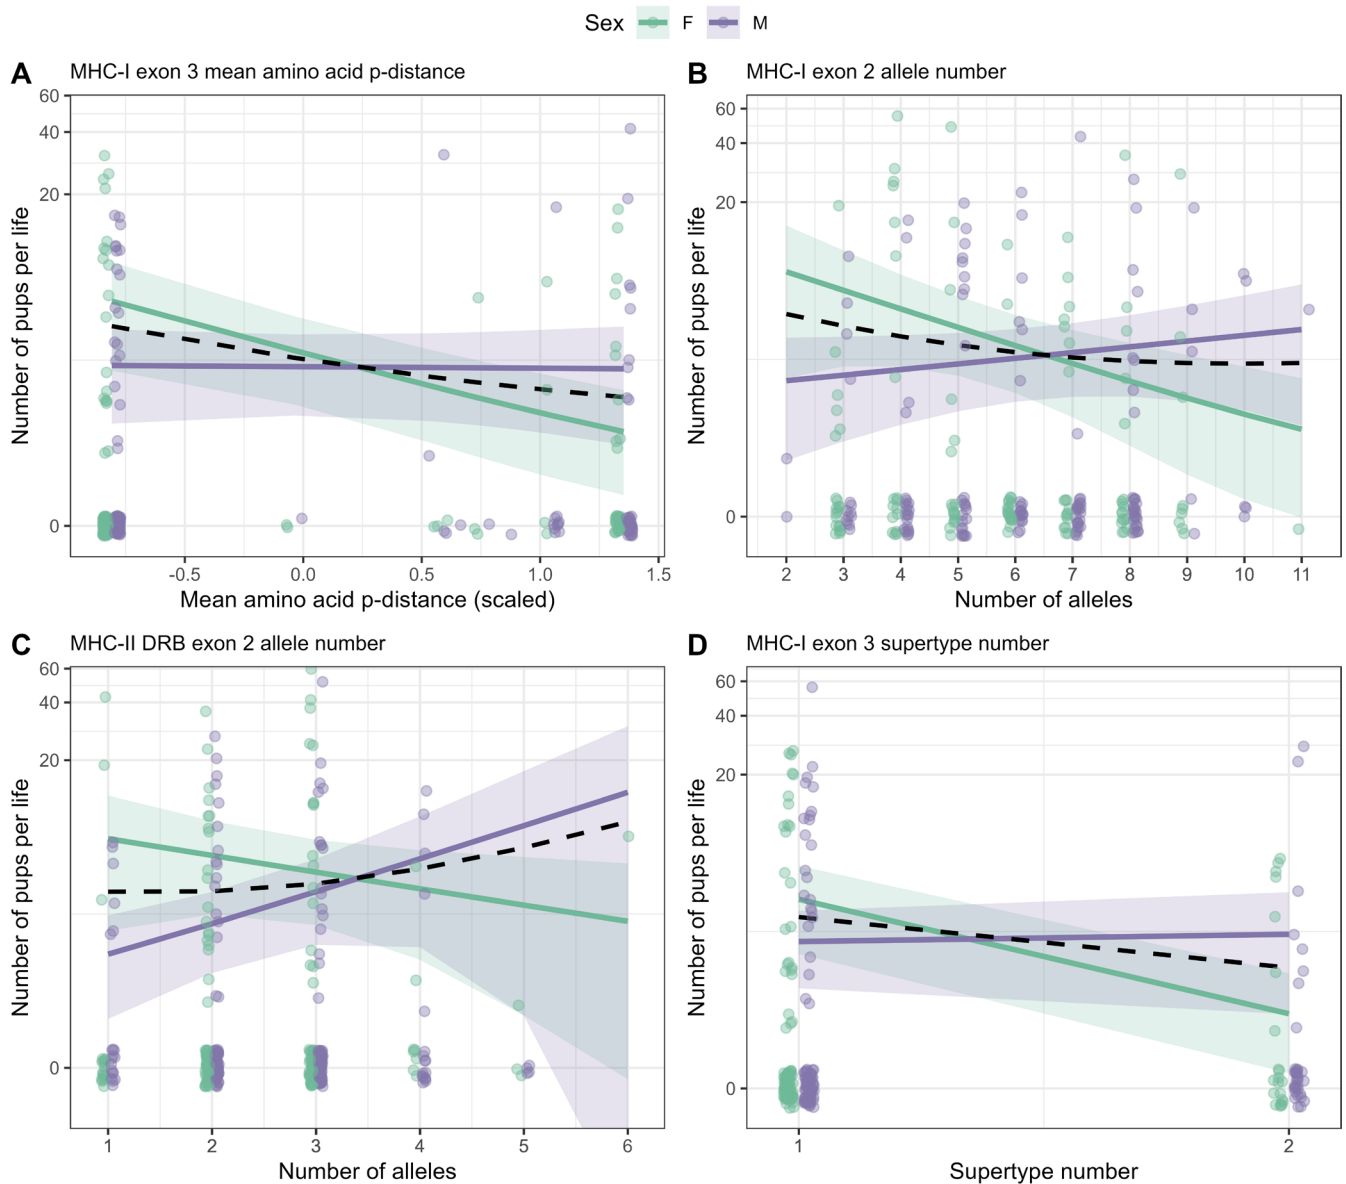 Sex F M
A MHC-I exon 3 mean amino acid p-distance
Number of pups per life
60
40
20
0
-0.5 0.0 0.5 1.0 1.5
Mean amino acid p-distance (scaled)
B MHC-I exon 2 allele number
Number of pups per life
60
40
20
0
2 3 4 5 6 7 8 9 10 11
Number of alleles
C MHC-II DRB exon 2 allele number
Number of pups per life
60
40
20
0
1 2 3 4 5 6
Number of alleles
D MHC-I exon 3 supertype number
Number of pups per life
60
40
20
0
1 2
Supertype number